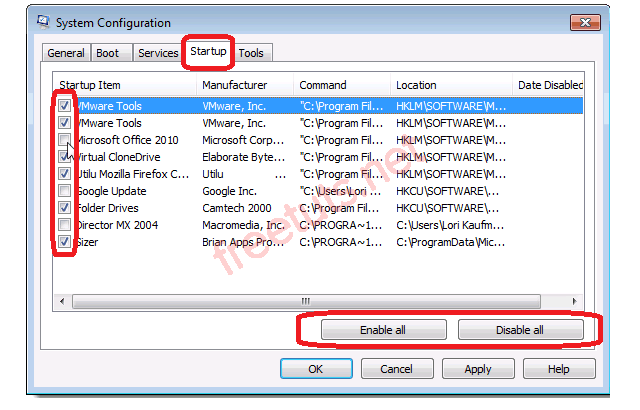 System Configuration
General Boot Services Startup Tools
Startup Item Manufacturer Command Location Date Disabled
VMware Tools VMware, Inc. "C:\Program Fil... HKLM\SOFTWARE\M...
VMware Tools VMware, Inc. "C:\Program Fil... HKLM\SOFTWARE\M...
Microsoft Office 2010 Microsoft Corp... "C:\Program Fil... HKLM\SOFTWARE\M...
Virtual CloneDrive Elaborate Byte... "C:\Program Fil... HKLM\SOFTWARE\M...
Utilu Mozilla Firefox C... Utilu "C:\Program Fil... HKLM\SOFTWARE\M...
Google Update Google Inc. "C:\Users\Lori ... HKCU\SOFTWARE\...
Folder Drives Camtech 2000 C:\Program Files... HKCU\SOFTWARE\M...
Director MX 2004 Macromedia, Inc. C:\PROGRA~1... C:\Users\Lori Kaufm...
Sizer Brian Apps Pro... C:\PROGRA~1... C:\ProgramData\Mic...
freetuts.net
Enable all Disable all
OK Cancel Apply Help